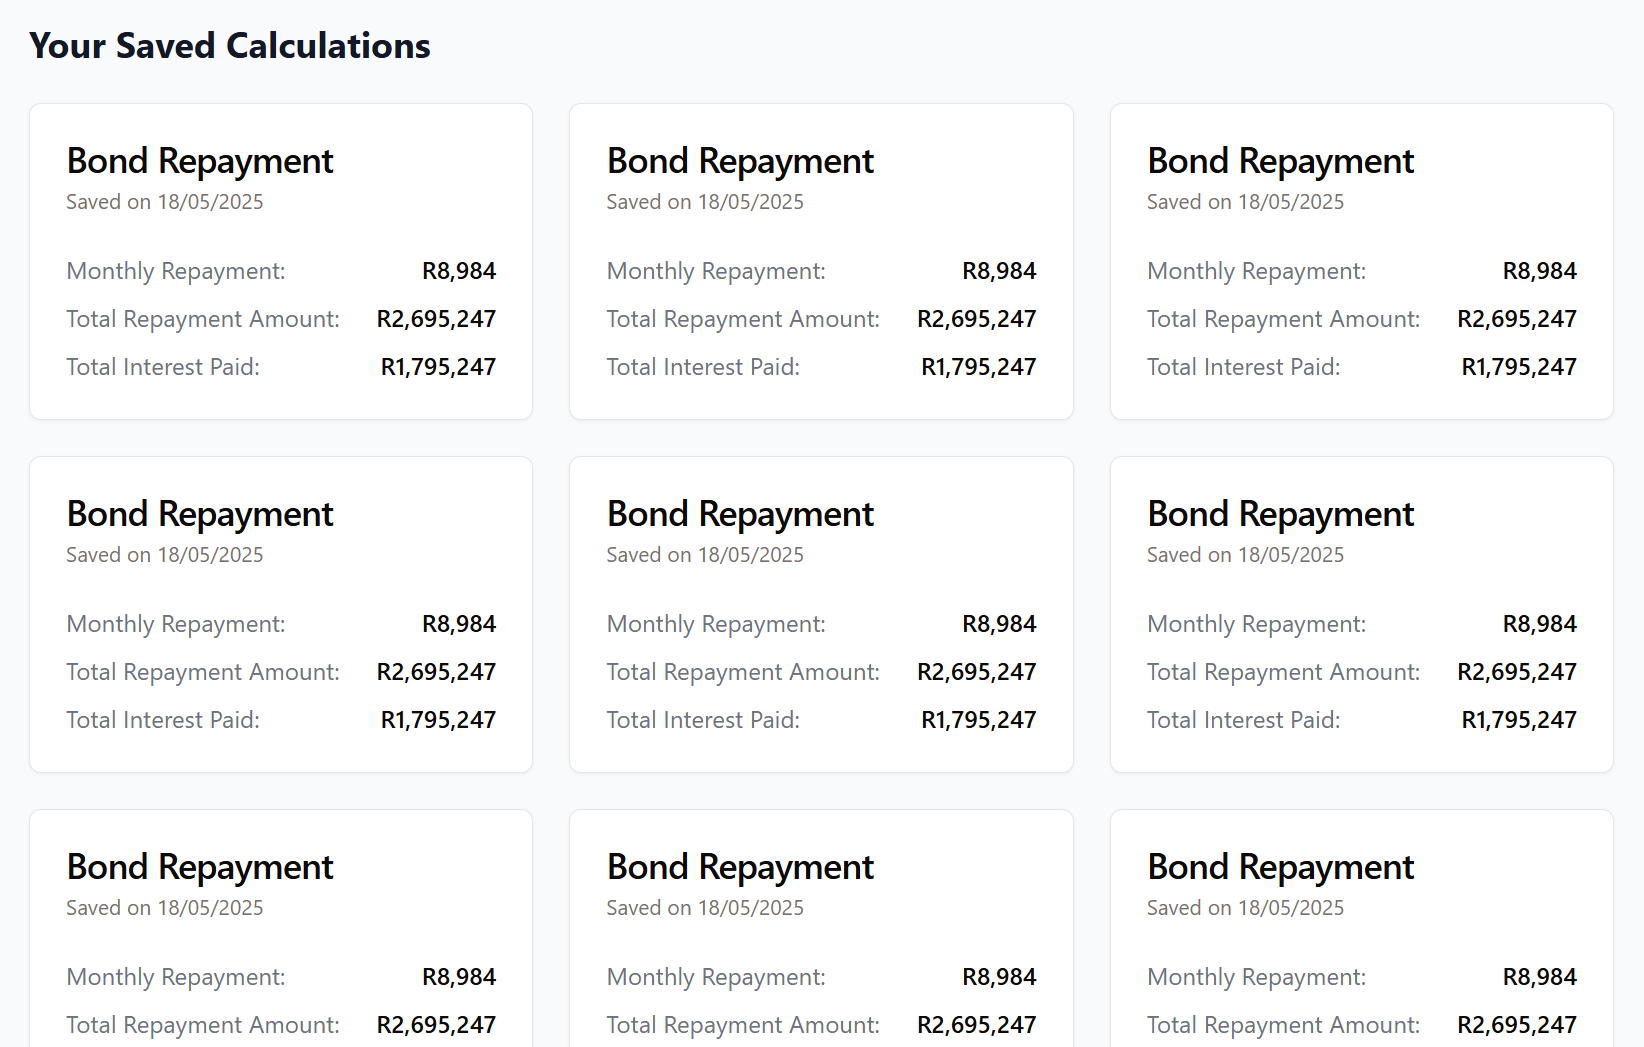 Your Saved Calculations
Bond Repayment
Saved on 18/05/2025
Monthly Repayment: R8,984
Total Repayment Amount: R2,695,247
Total Interest Paid: R1,795,247
Bond Repayment
Saved on 18/05/2025
Monthly Repayment: R8,984
Total Repayment Amount: R2,695,247
Total Interest Paid: R1,795,247
Bond Repayment
Saved on 18/05/2025
Monthly Repayment: R8,984
Total Repayment Amount: R2,695,247
Total Interest Paid: R1,795,247
Bond Repayment
Saved on 18/05/2025
Monthly Repayment: R8,984
Total Repayment Amount: R2,695,247
Total Interest Paid: R1,795,247
Bond Repayment
Saved on 18/05/2025
Monthly Repayment: R8,984
Total Repayment Amount: R2,695,247
Total Interest Paid: R1,795,247
Bond Repayment
Saved on 18/05/2025
Monthly Repayment: R8,984
Total Repayment Amount: R2,695,247
Total Interest Paid: R1,795,247
Bond Repayment
Saved on 18/05/2025
Monthly Repayment: R8,984
Total Repayment Amount: R2,695,247
Bond Repayment
Saved on 18/05/2025
Monthly Repayment: R8,984
Total Repayment Amount: R2,695,247
Bond Repayment
Saved on 18/05/2025
Monthly Repayment: R8,984
Total Repayment Amount: R2,695,247